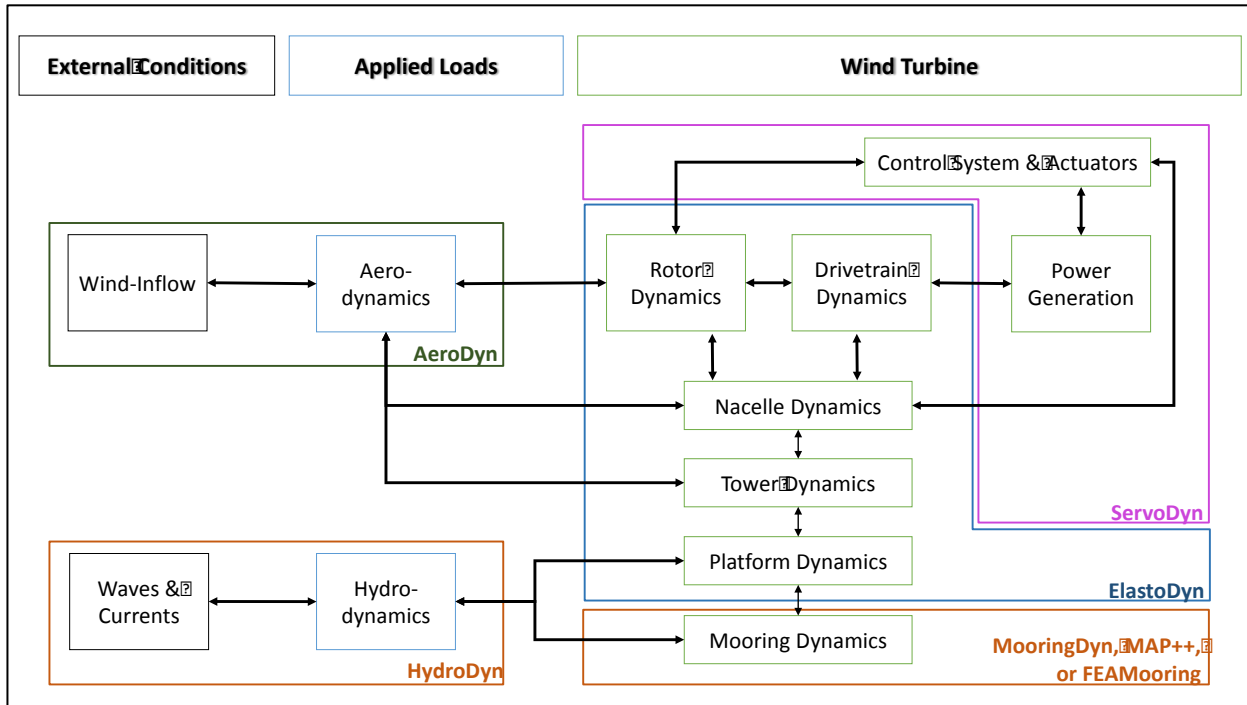 External Conditions
Applied Loads
Wind Turbine
Control System & Actuators
Wind-Inflow
Aero-
dynamics
Rotor
Dynamics
Drivetrain
Dynamics
Power
Generation
AeroDyn
Nacelle Dynamics
Tower Dynamics
ServoDyn
Waves &
Currents
Hydro-
dynamics
Platform Dynamics
ElastoDyn
Mooring Dynamics
MooringDyn, MAP++,
or FEAMooring
HydroDyn